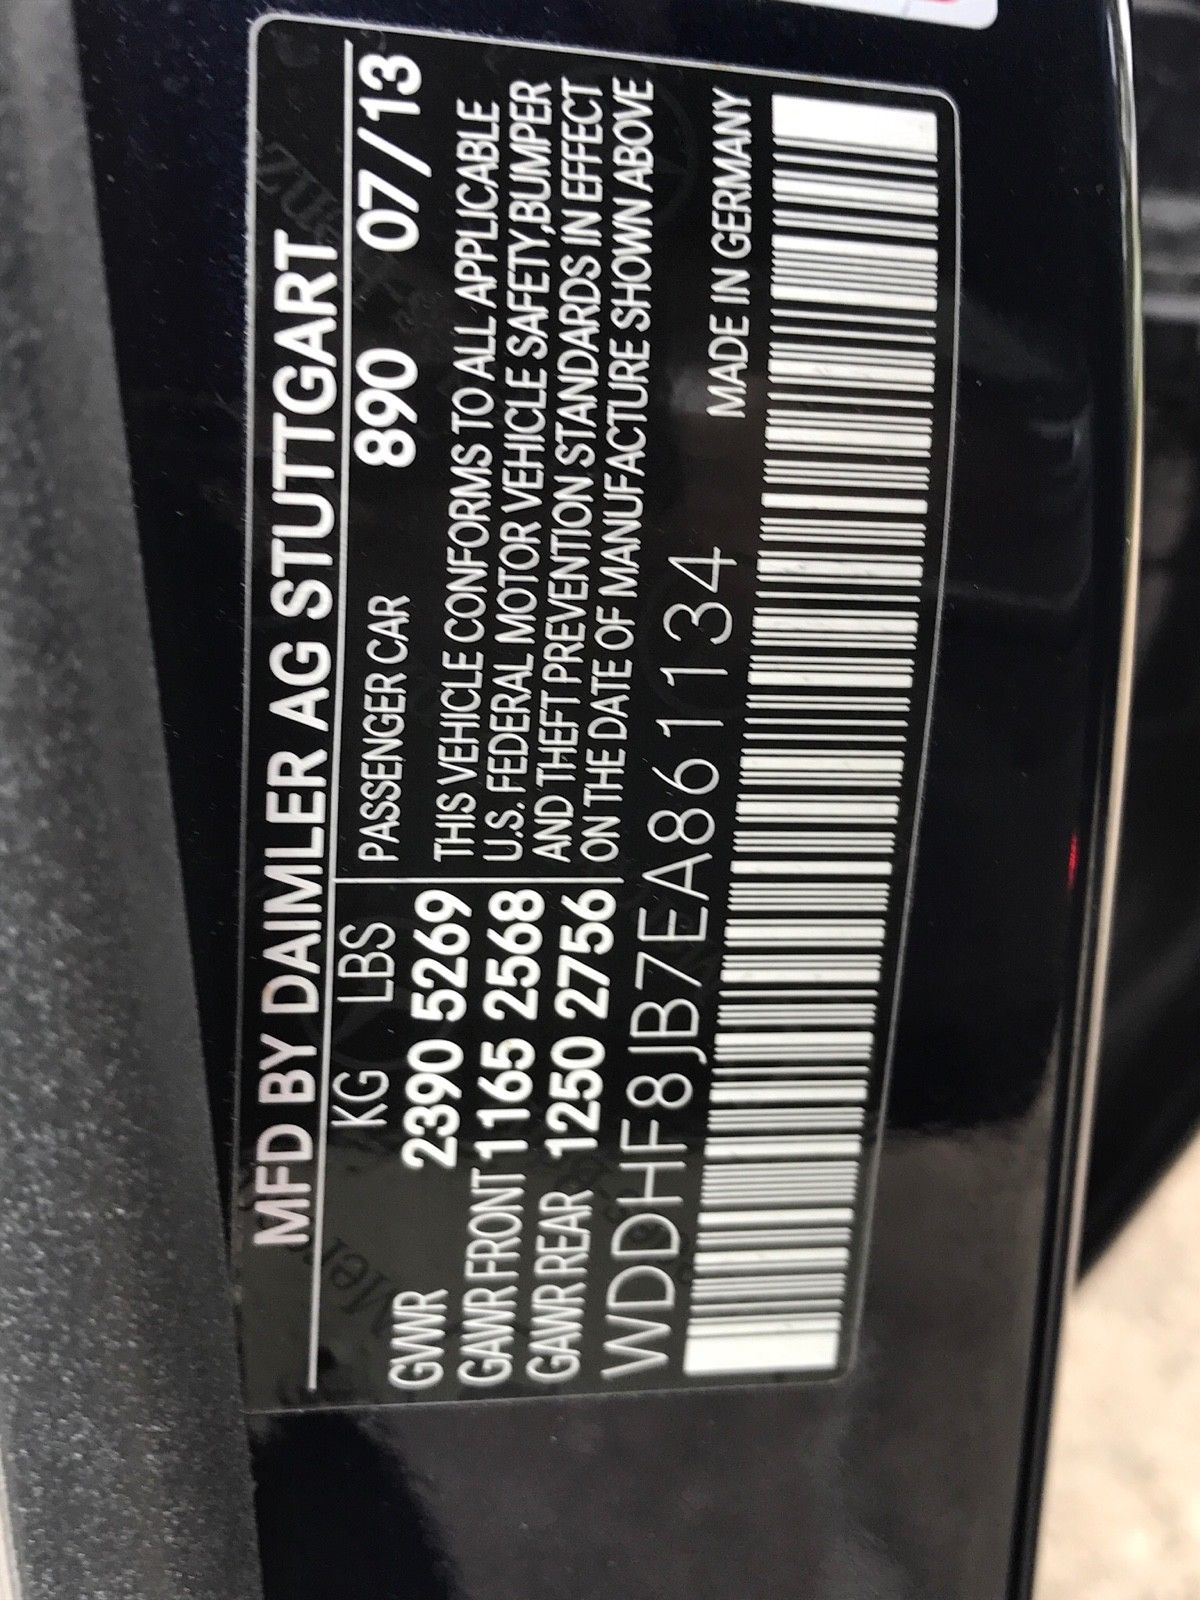 MFD BY DAIMLER AG STUTTGART
KG LBS PASSENGER CAR 890 07/13
GVWR 2390 5269 THIS VEHICLE CONFORMS TO ALL APPLICABLE
GAWR FRONT 1165 2568 U.S. FEDERAL MOTOR VEHICLE SAFETY,BUMPER
GAWR REAR 1250 2756 AND THEFT PREVENTION STANDARDS IN EFFECT
ON THE DATE OF MANUFACTURE SHOWN ABOVE
WDDHF8JB7EA861134 MADE IN GERMANY